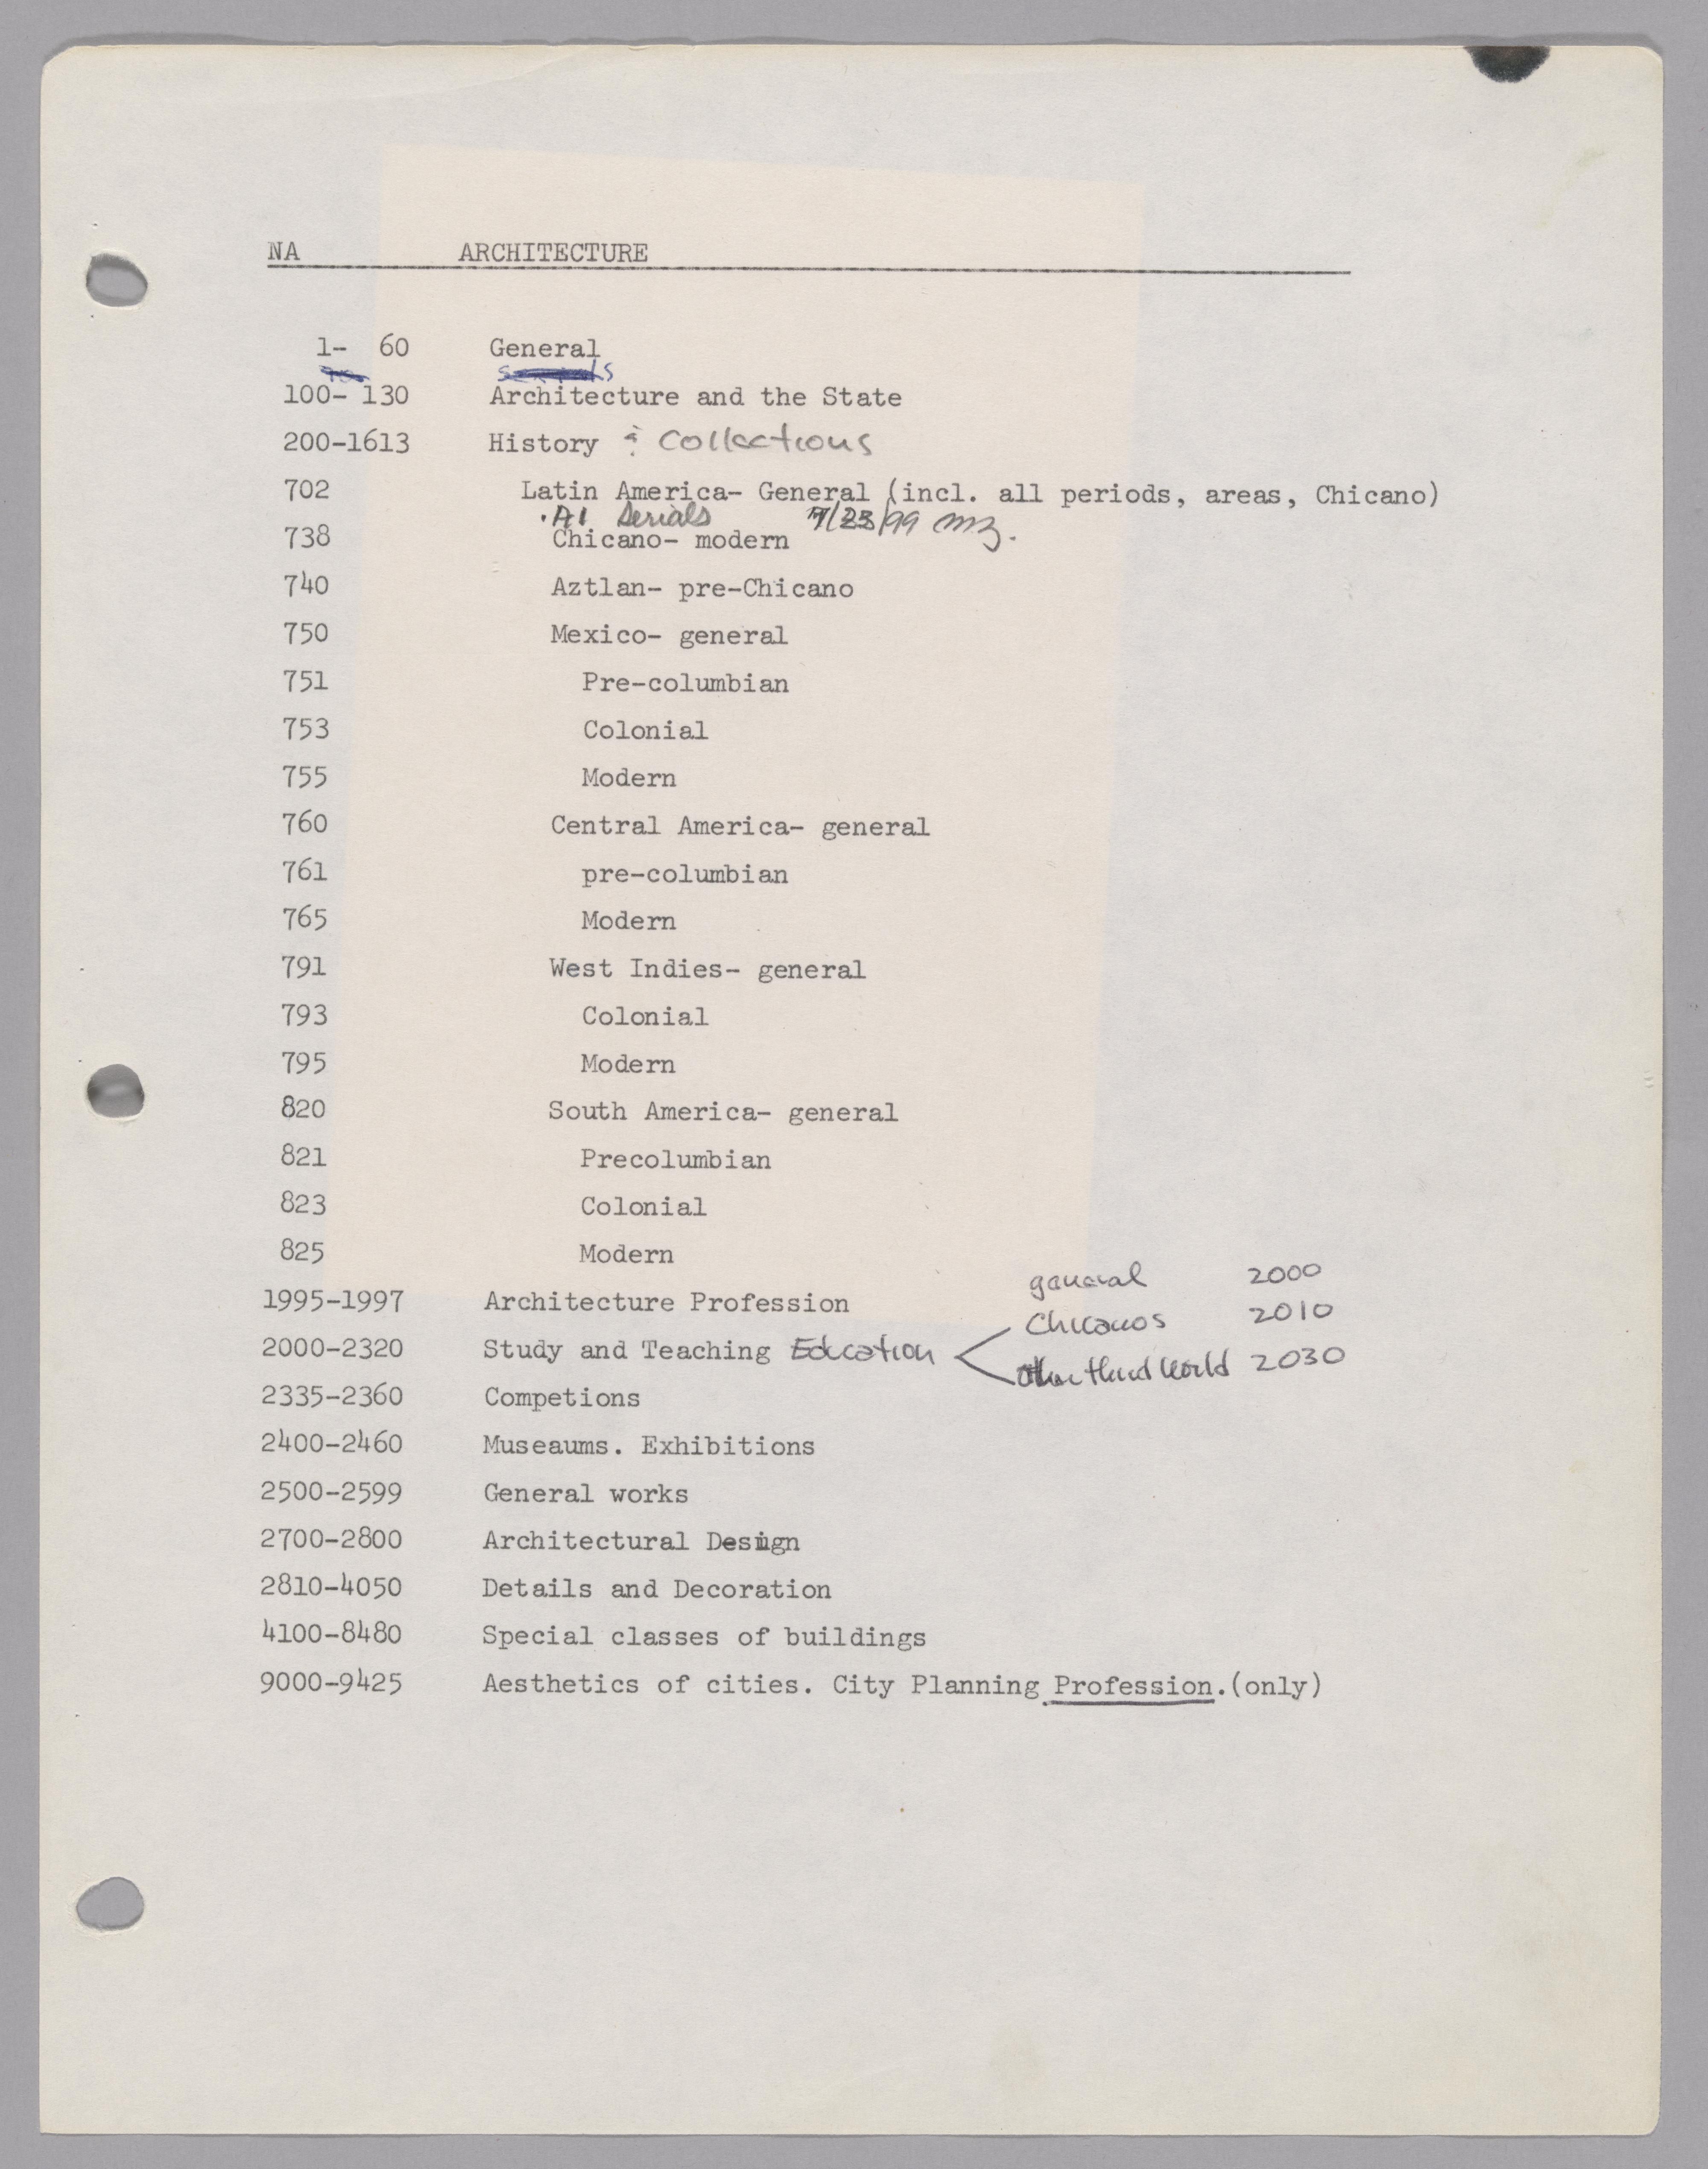 NA ARCHITECTURE
1- 60 General
serials
100- 130 Architecture and the State
200-1613 History & Collections
702 Latin America- General (incl. all periods, areas, Chicano)
.A1 Serials 7/23/99 mz.
738 Chicano- modern
740 Aztlan- pre-Chicano
750 Mexico- general
751 Pre-columbian
753 Colonial
755 Modern
760 Central America- general
761 pre-columbian
765 Modern
791 West Indies- general
793 Colonial
795 Modern
820 South America- general
821 Precolumbian
823 Colonial
825 Modern
general 2000
1995-1997 Architecture Profession
Chicanos 2010
2000-2320 Study and Teaching Education
Other third World 2030
2335-2360 Competions
2400-2460 Museaums. Exhibitions
2500-2599 General works
2700-2800 Architectural Design
2810-4050 Details and Decoration
4100-8480 Special classes of buildings
9000-9425 Aesthetics of cities. City Planning Profession.(only)